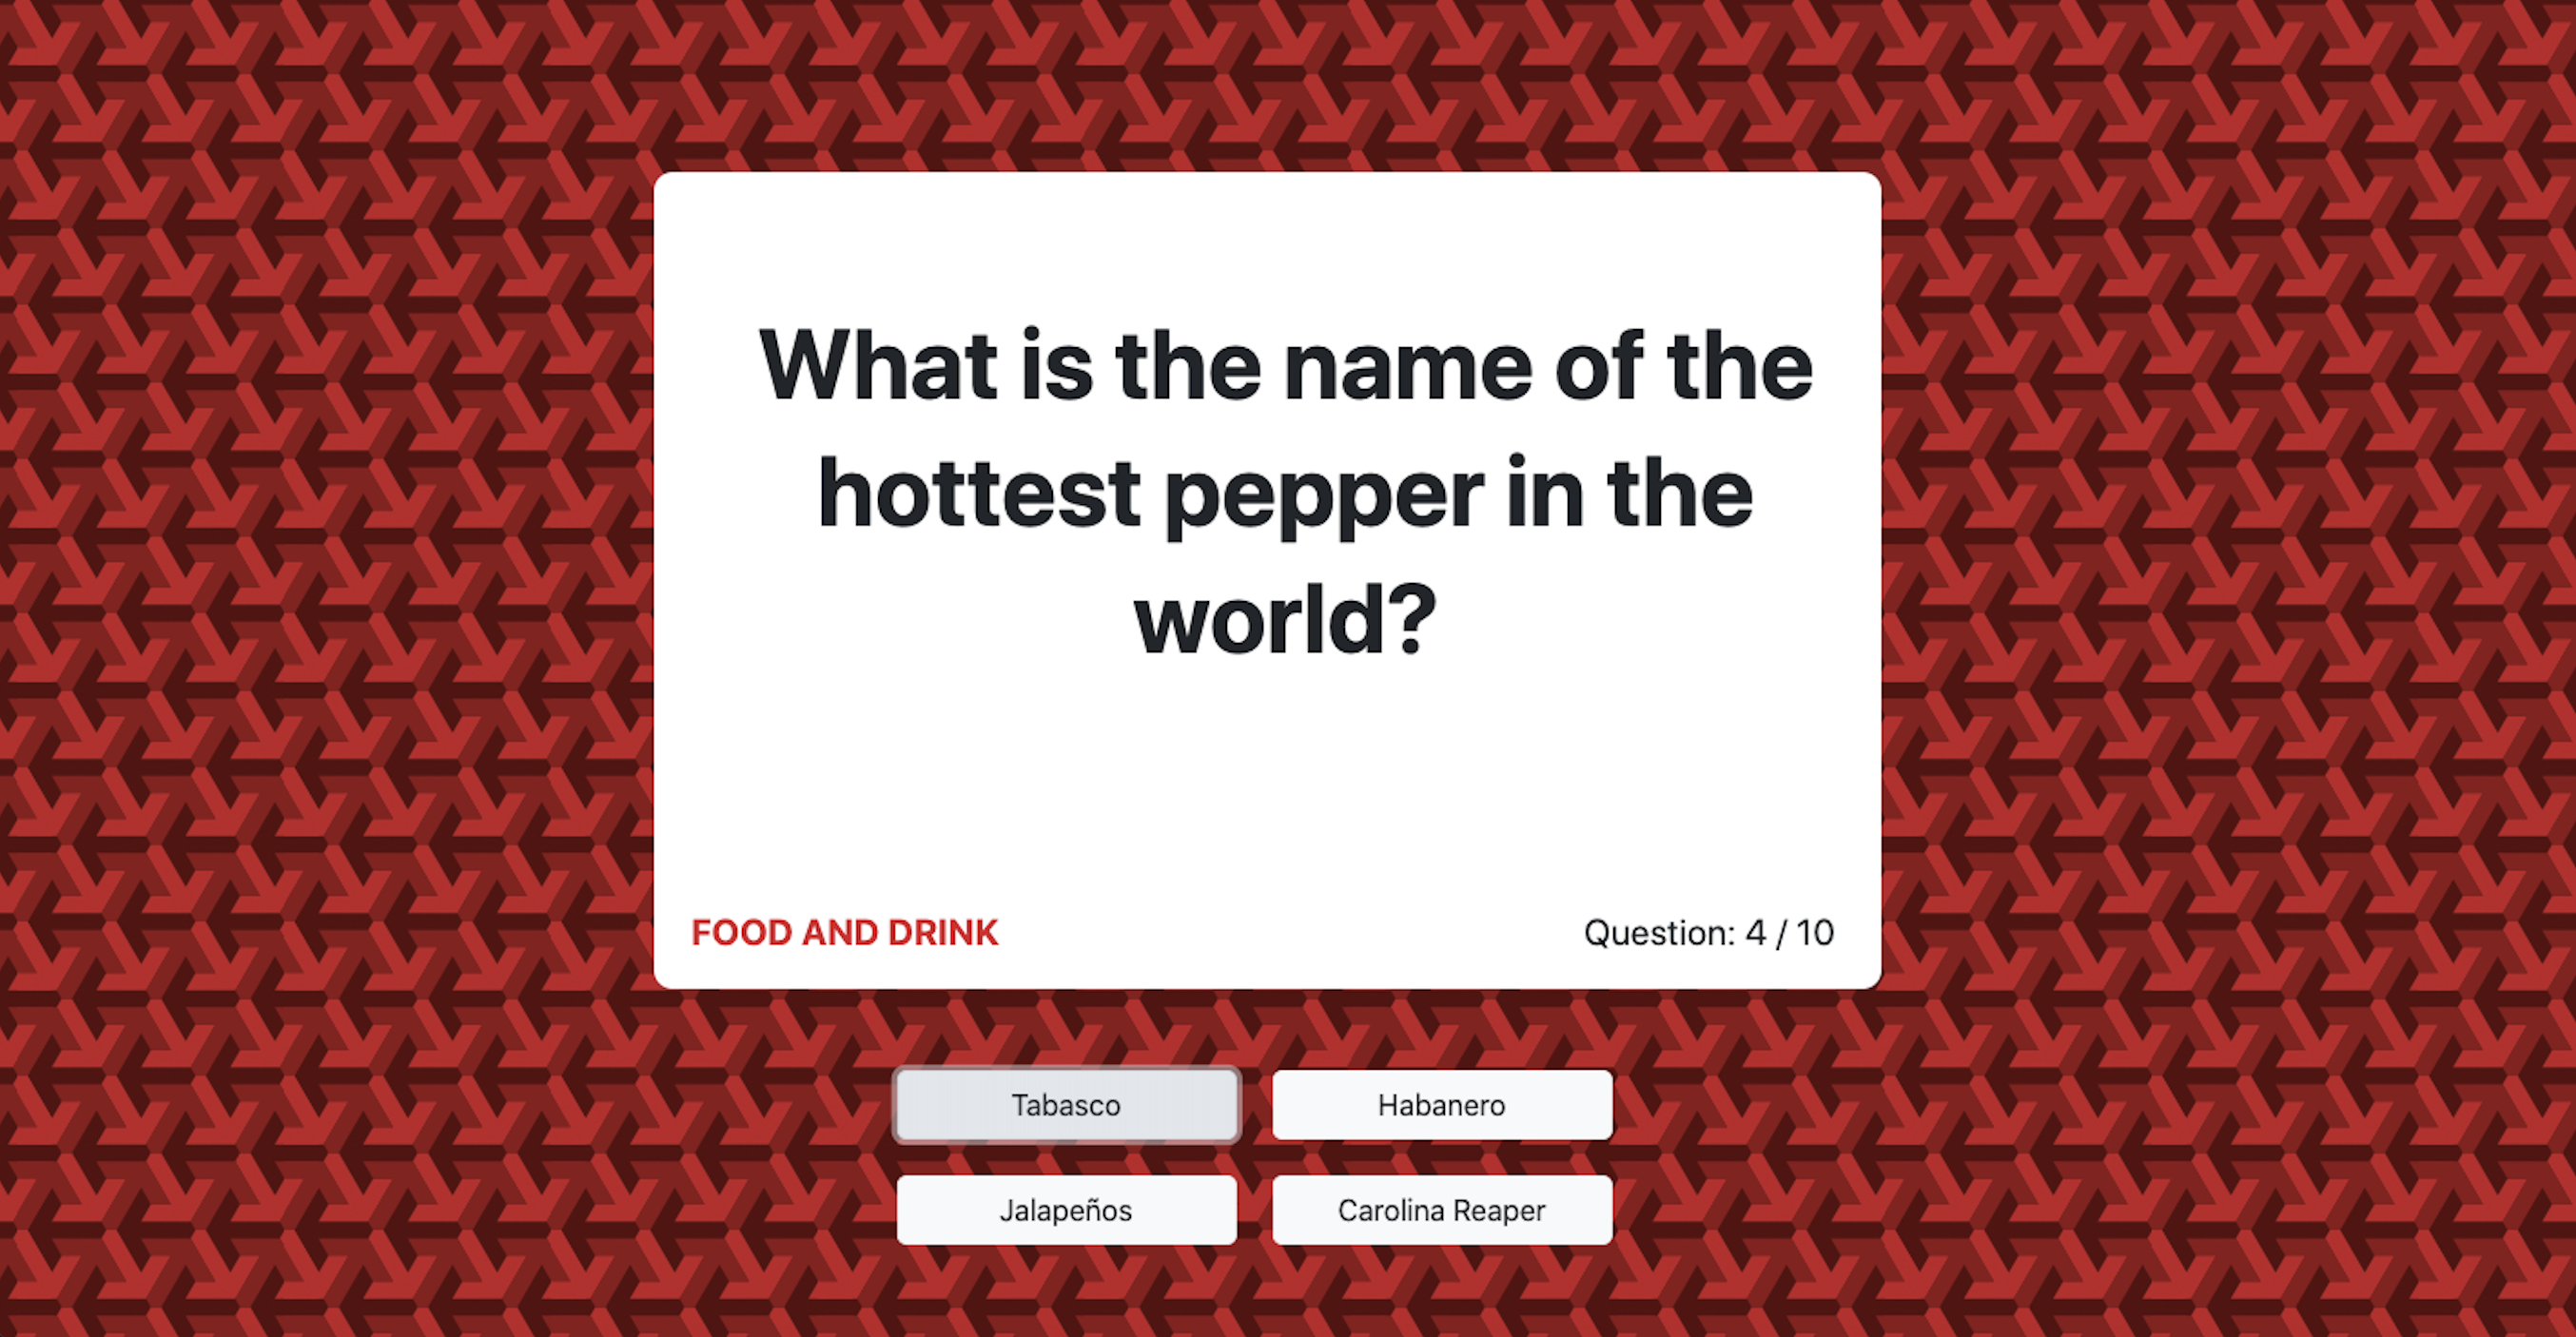 What is the name of the
hottest pepper in the
world?
FOOD AND DRINK
Question: 4 / 10
Tabasco
Habanero
Jalapeños
Carolina Reaper